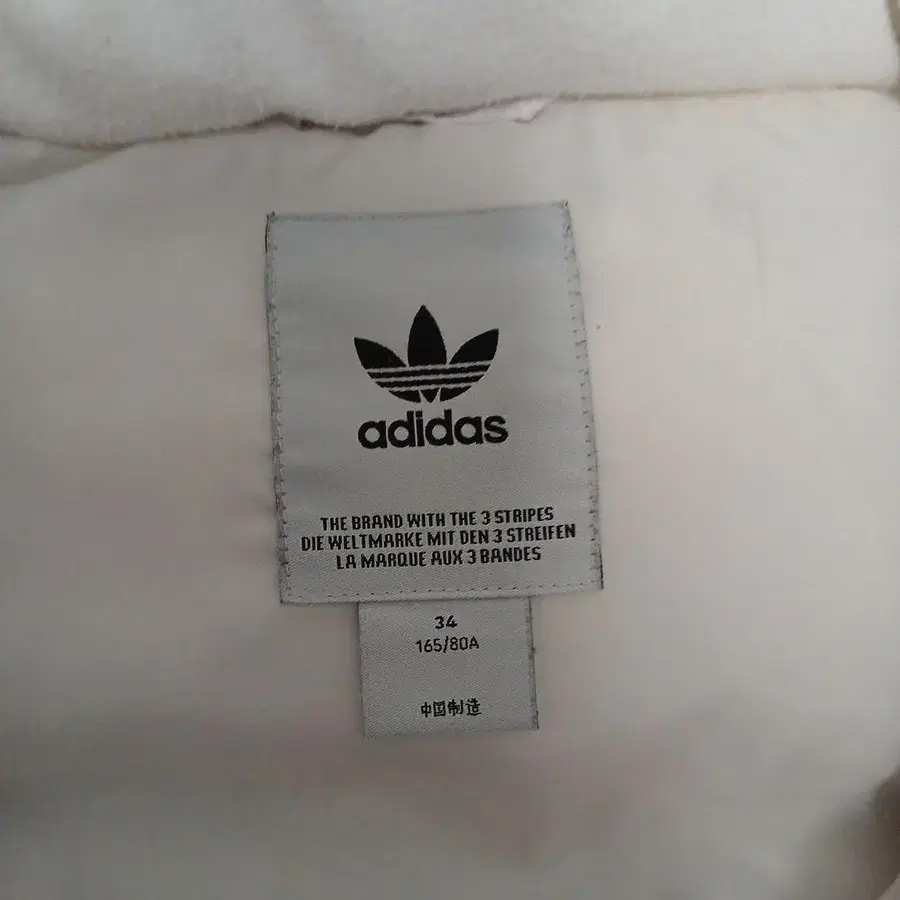 adidas
THE BRAND WITH THE 3 STRIPES
DIE WELTMARKE MIT DEN 3 STREIFEN
LA MARQUE AUX 3 BANDES
34
165/80A
中国制造